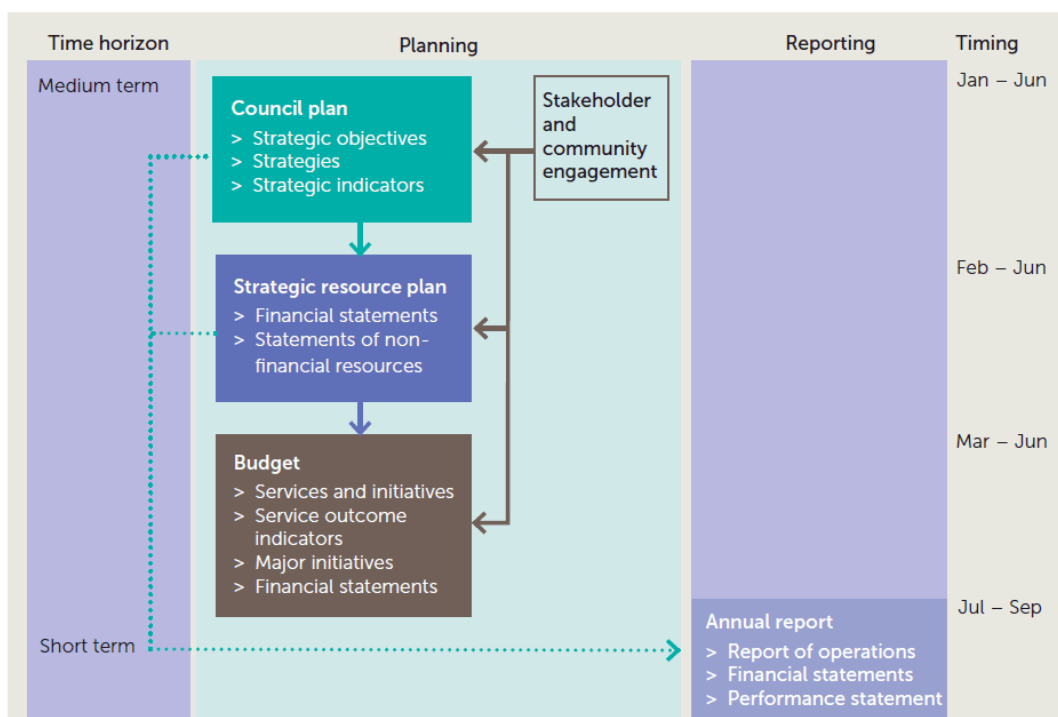 Time horizon
Planning
Reporting
Timing
Medium term
Council plan
> Strategic objectives
> Strategies
> Strategic indicators
Stakeholder
and
community
engagement
Jan – Jun
Strategic resource plan
> Financial statements
> Statements of non-
financial resources
Feb – Jun
Budget
> Services and initiatives
> Service outcome
indicators
> Major initiatives
> Financial statements
Mar – Jun
Short term
Annual report
> Report of operations
> Financial statements
> Performance statement
Jul – Sep